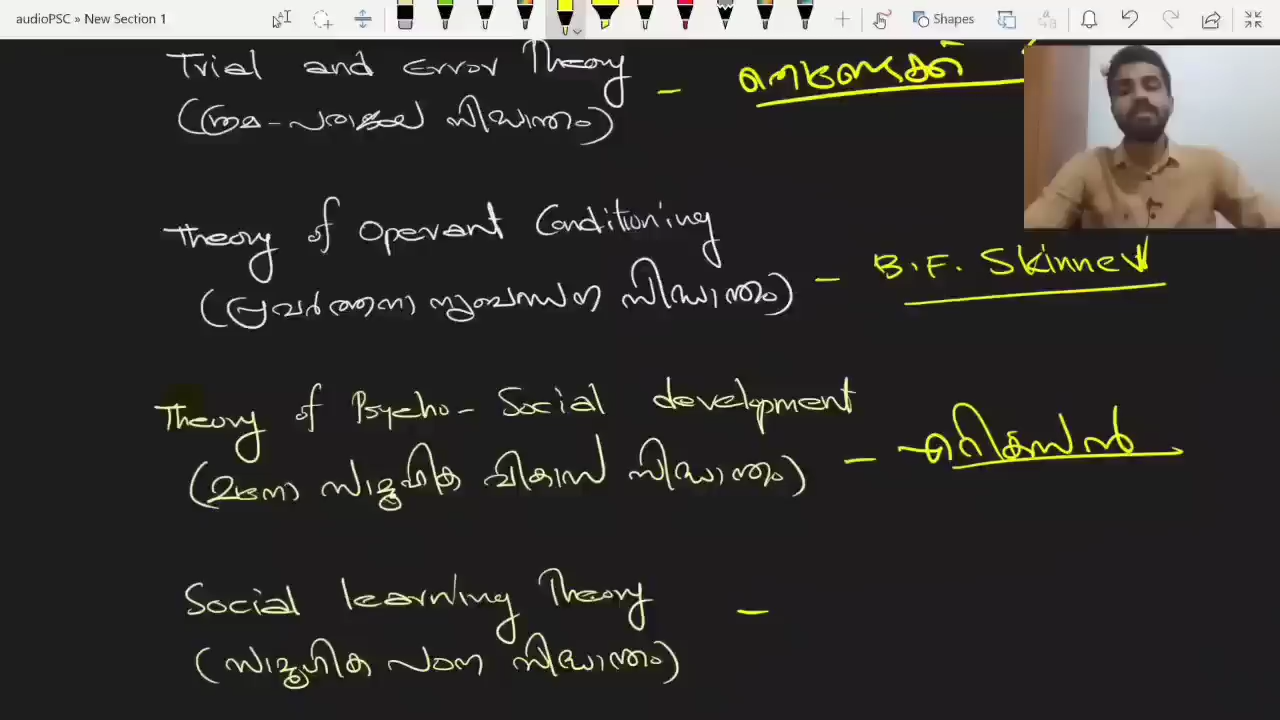 audioPSC » New Section 1
Shapes
Trial and Error Theory - തോണ്ടൈക്ക്
(ശ്രമ-പരാജയ സിദ്ധാന്തം)
Theory of Operant Conditioning
(പ്രവർത്തനാനുബന്ധന സിദ്ധാന്തം) - B.F. Skinner
Theory of Psycho-Social development
(മനോ സാമൂഹിക വികാസ സിദ്ധാന്തം) - എറിക്സൺ
Social learning Theory -
(സാമൂഹിക പഠന സിദ്ധാന്തം)